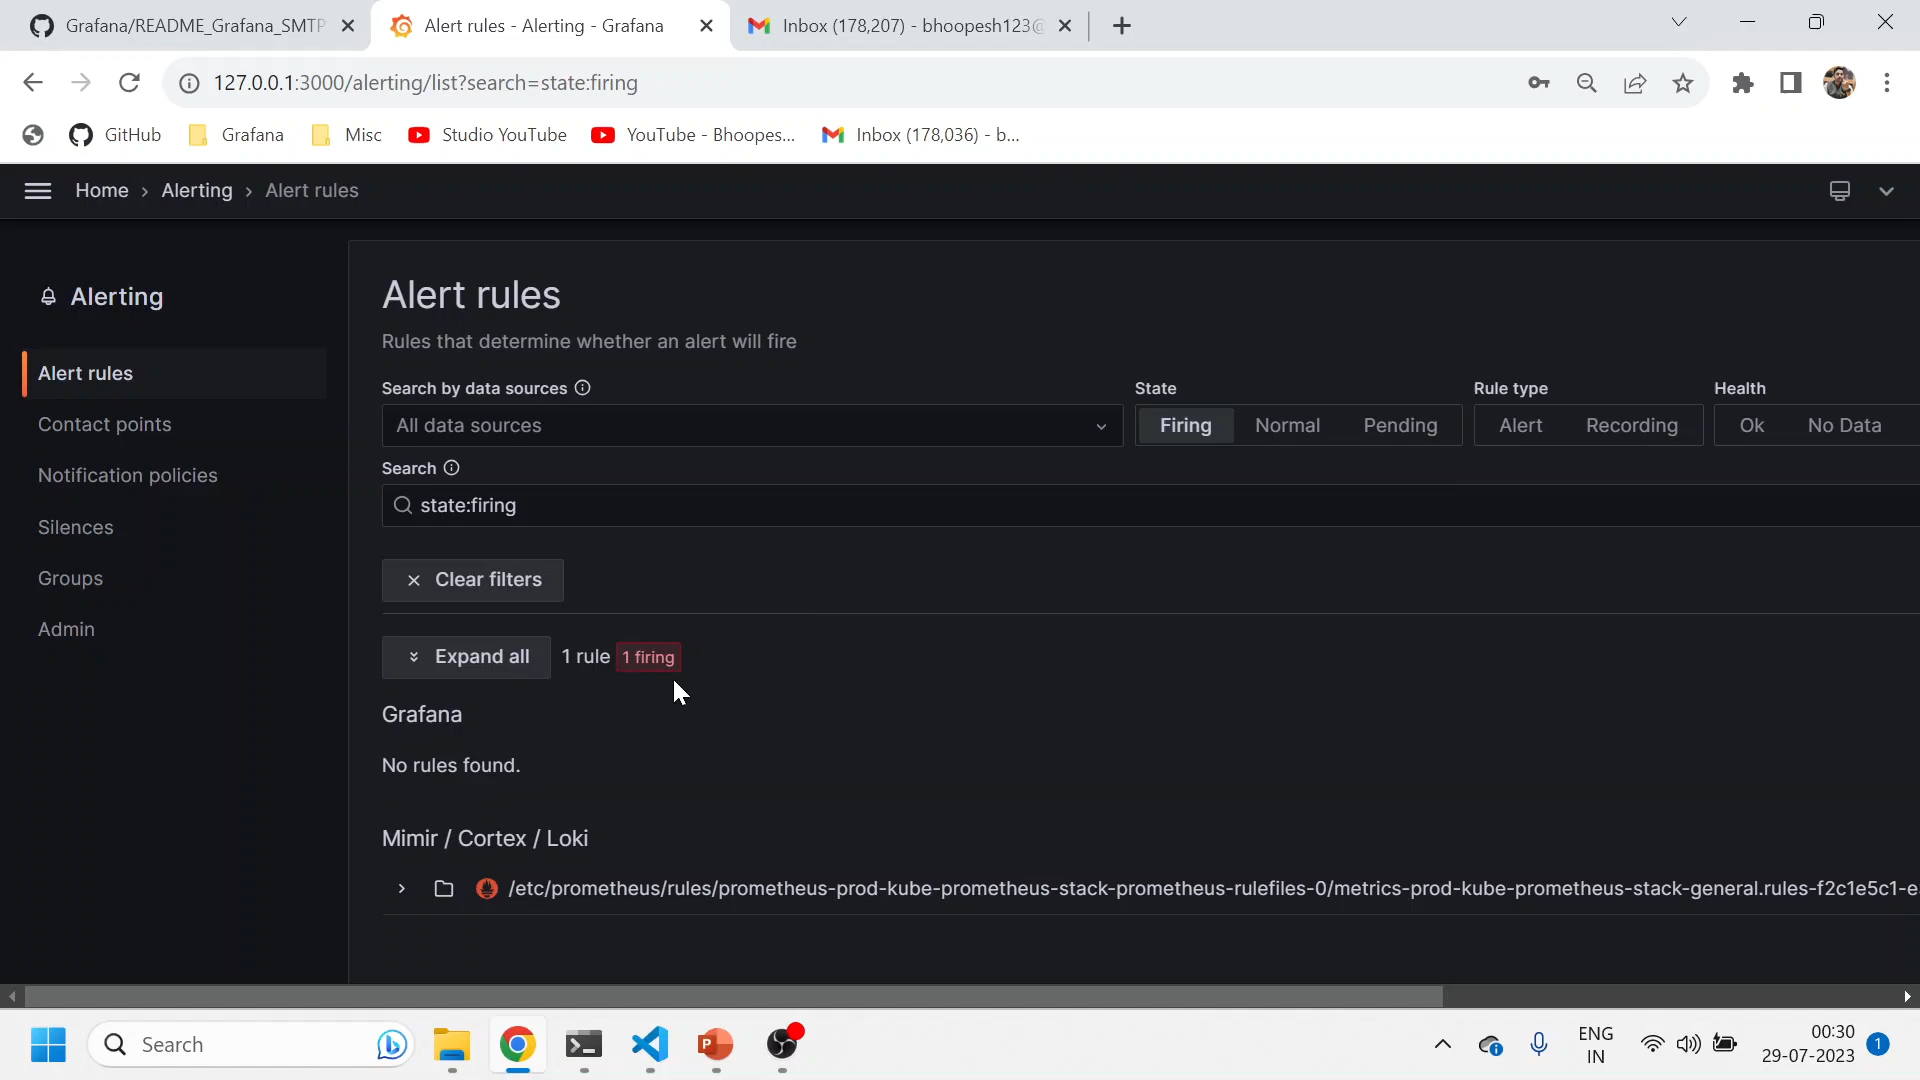 Grafana/README_Grafana_SMTP
Alert rules - Alerting - Grafana
Inbox (178,207) - bhoopesh123@
127.0.0.1:3000/alerting/list?search=state:firing
GitHub
Grafana
Misc
Studio YouTube
YouTube - Bhoopes...
Inbox (178,036) - b...
Home › Alerting › Alert rules
Alerting
Alert rules
Contact points
Notification policies
Silences
Groups
Admin
Alert rules
Rules that determine whether an alert will fire
Search by data sources
State
Rule type
Health
All data sources
Firing Normal Pending
Alert Recording
Ok No Data
Search
state:firing
Clear filters
Expand all
1 rule 1 firing
Grafana
No rules found.
Mimir / Cortex / Loki
/etc/prometheus/rules/prometheus-prod-kube-prometheus-stack-prometheus-rulefiles-0/metrics-prod-kube-prometheus-stack-general.rules-f2c1e5c1-e
Search
ENG
IN
00:30
29-07-2023
1